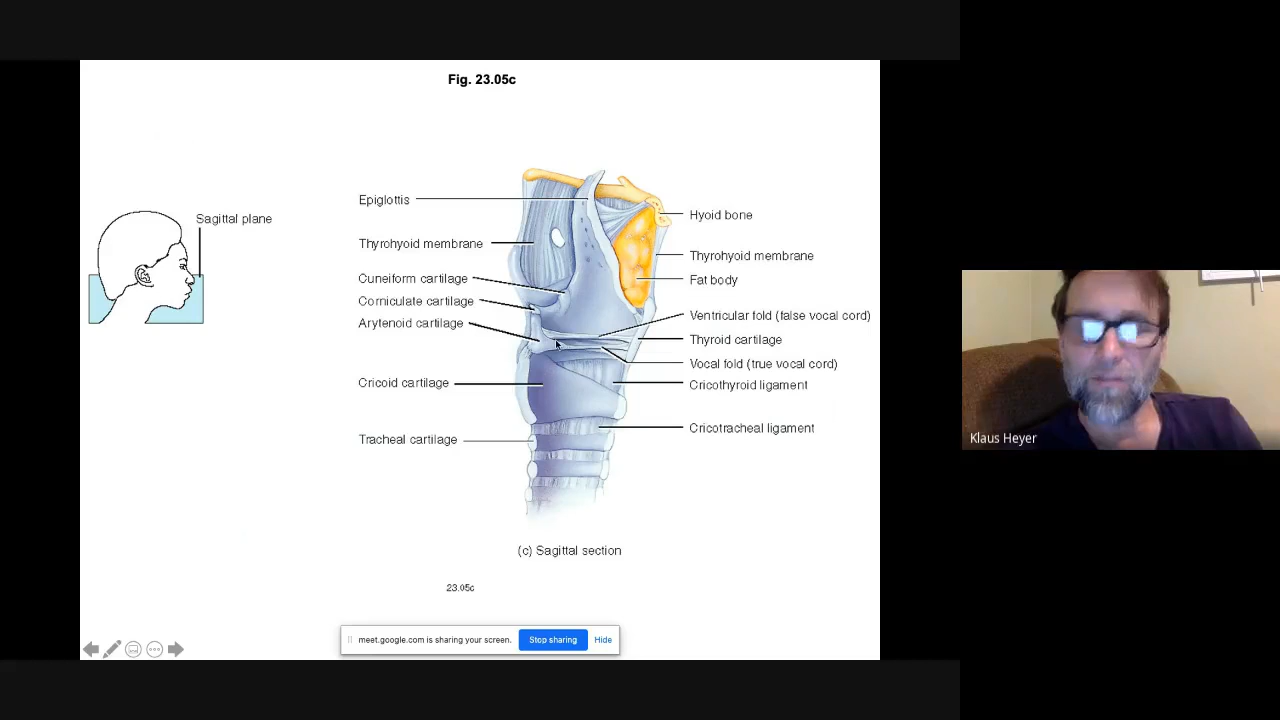 Fig. 23.05c
Sagittal plane
Epiglottis
Thyrohyoid membrane
Cuneiform cartilage
Corniculate cartilage
Arytenoid cartilage
Cricoid cartilage
Tracheal cartilage
Hyoid bone
Thyrohyoid membrane
Fat body
Ventricular fold (false vocal cord)
Thyroid cartilage
Vocal fold (true vocal cord)
Cricothyroid ligament
Cricotracheal ligament
(c) Sagittal section
23.05c
meet.google.com is sharing your screen. Stop sharing Hide
Klaus Heyer